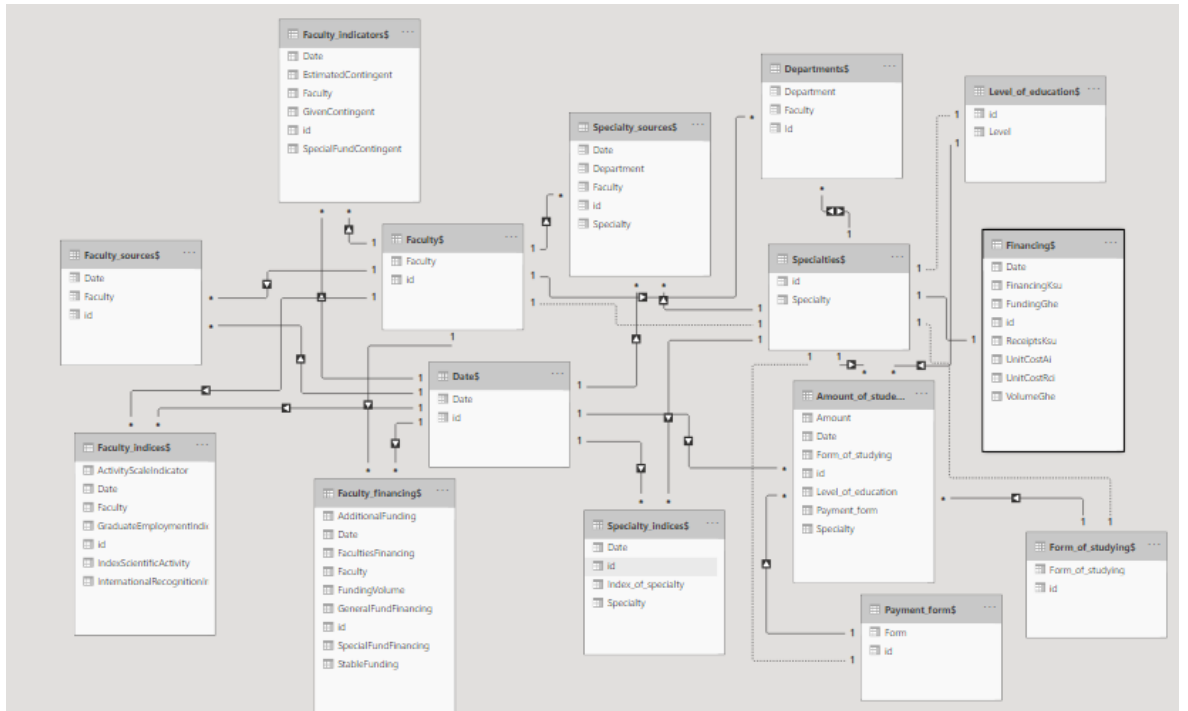 Faculty_indicators$
Date
EstimatedContingent
Faculty
GivenContingent
id
SpecialFundContingent
Departments$
Department
Faculty
Id
Level_of_education$
id
Level
Specialty_sources$
Date
Department
Faculty
id
Specialty
Faculty$
Faculty
id
Faculty_sources$
Date
Faculty
id
Specialties$
id
Specialty
Financing$
Date
FinancingKsu
FundingGhe
id
ReceiptsKsu
UnitCostAi
UnitCostRci
VolumeGhe
Date$
Date
id
Amount_of_stude...
Amount
Date
Form_of_studying
id
Level_of_education
Payment_form
Specialty
Faculty_indices$
ActivityScaleIndicator
Date
Faculty
GraduateEmploymentIndi
id
IndexScientificActivity
InternationalRecognitionIn
Faculty_financing$
AdditionalFunding
Date
FacultiesFinancing
Faculty
FundingVolume
GeneralFundFinancing
id
SpecialFundFinancing
StableFunding
Specialty_indices$
Date
id
Index_of_specialty
Specialty
Form_of_studying$
Form_of_studying
id
Payment_form$
Form
id